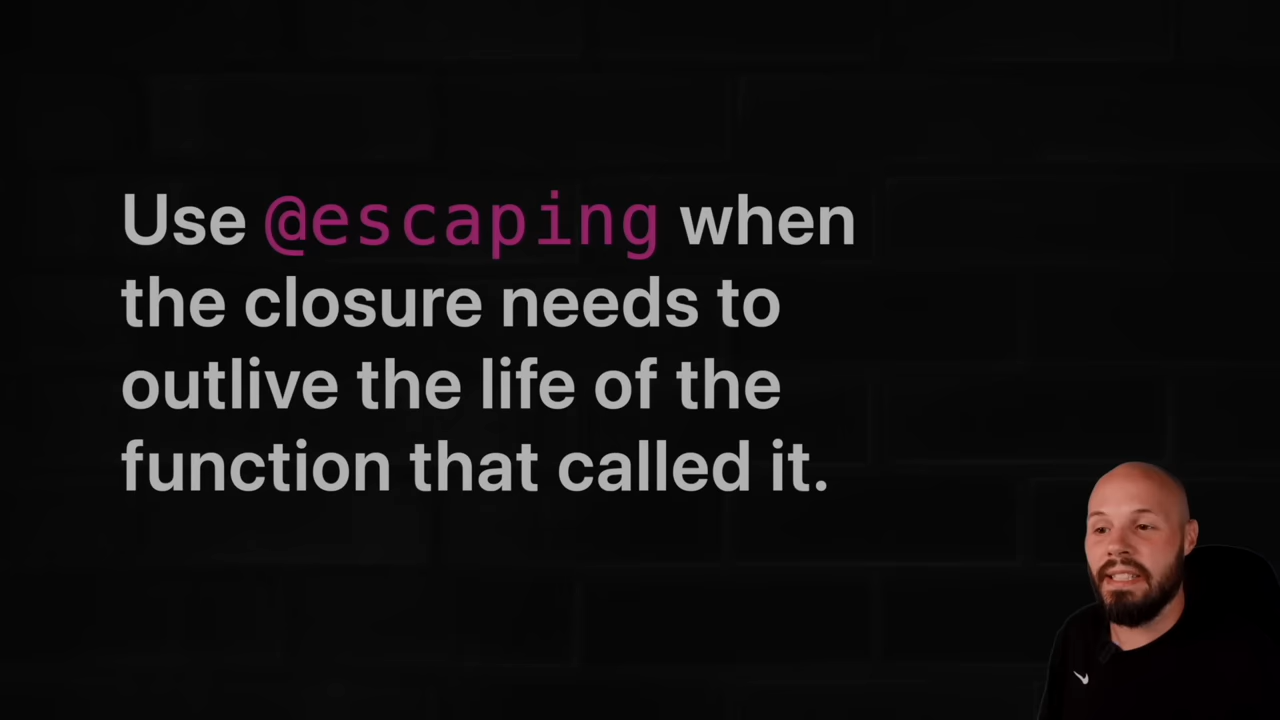 Use @escaping when
the closure needs to
outlive the life of the
function that called it.